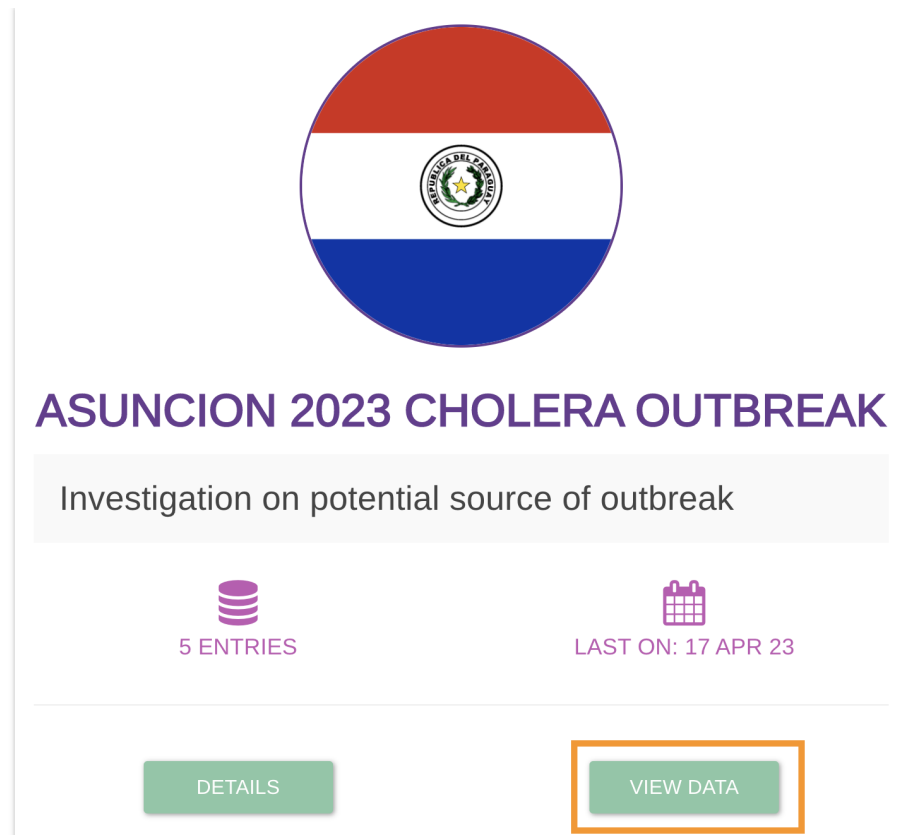 REPUBLICA DEL PARAGUAY
ASUNCION 2023 CHOLERA OUTBREAK
Investigation on potential source of outbreak
5 ENTRIES
LAST ON: 17 APR 23
DETAILS
VIEW DATA